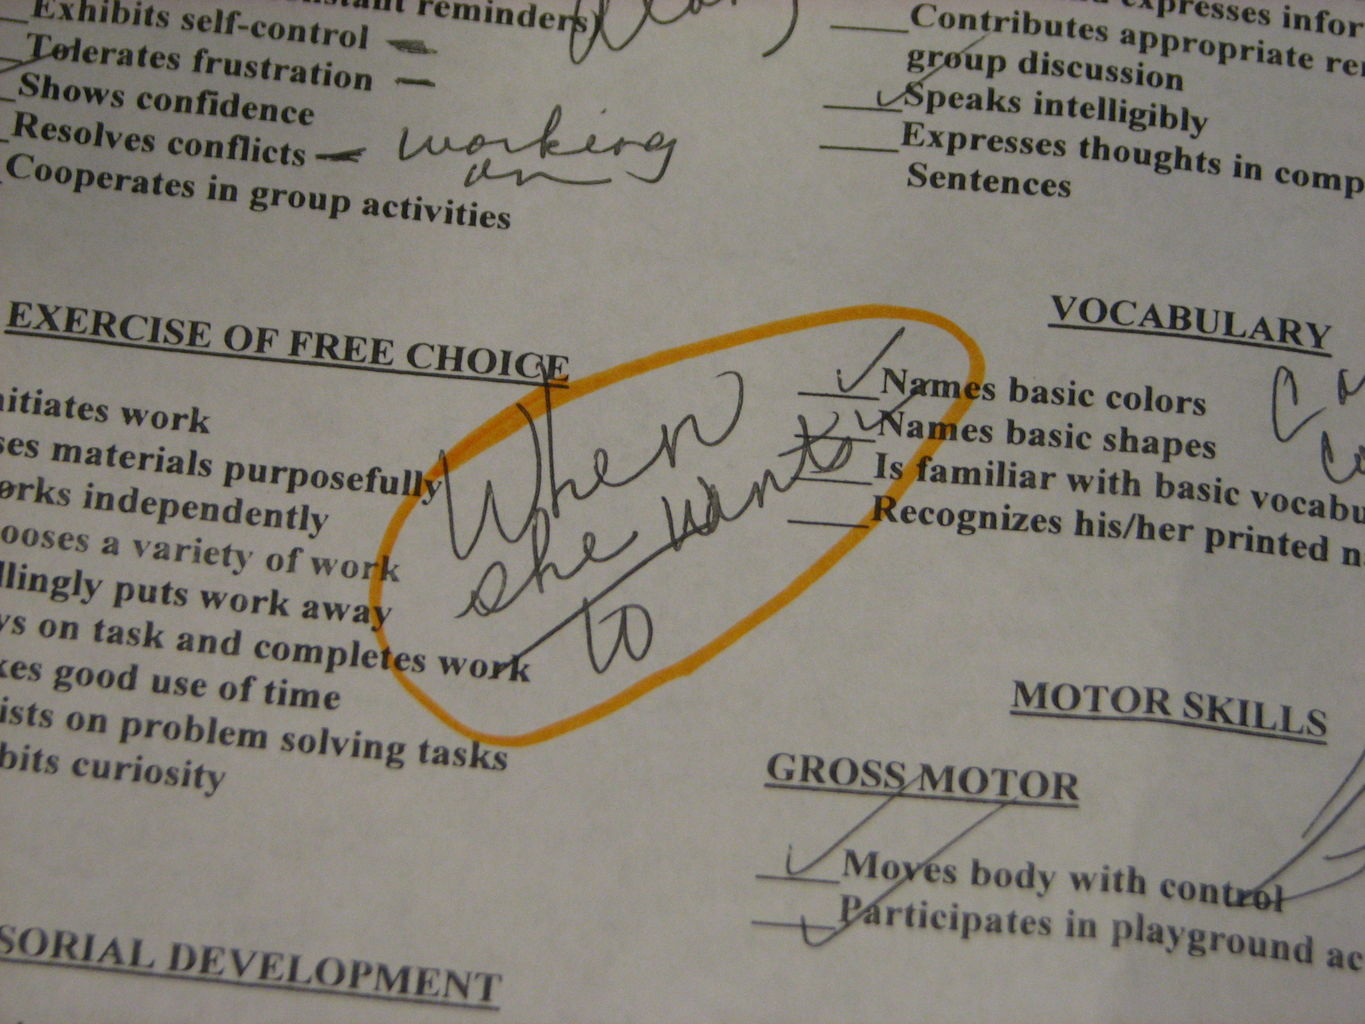 reminders)
Exhibits self-control
Tolerates frustration
Shows confidence
Resolves conflicts — working on
Cooperates in group activities
expresses infor
Contributes appropriate re
group discussion
Speaks intelligibly
Expresses thoughts in comp
Sentences
EXERCISE OF FREE CHOICE
itiates work
ses materials purposefully
orks independently
ooses a variety of work
llingly puts work away
ys on task and completes work
kes good use of time
ists on problem solving tasks
bits curiosity
When
she wants
to
VOCABULARY
Names basic colors
Names basic shapes
Is familiar with basic vocabu
Recognizes his/her printed n
MOTOR SKILLS
GROSS MOTOR
Moves body with control
Participates in playground ac
SORIAL DEVELOPMENT